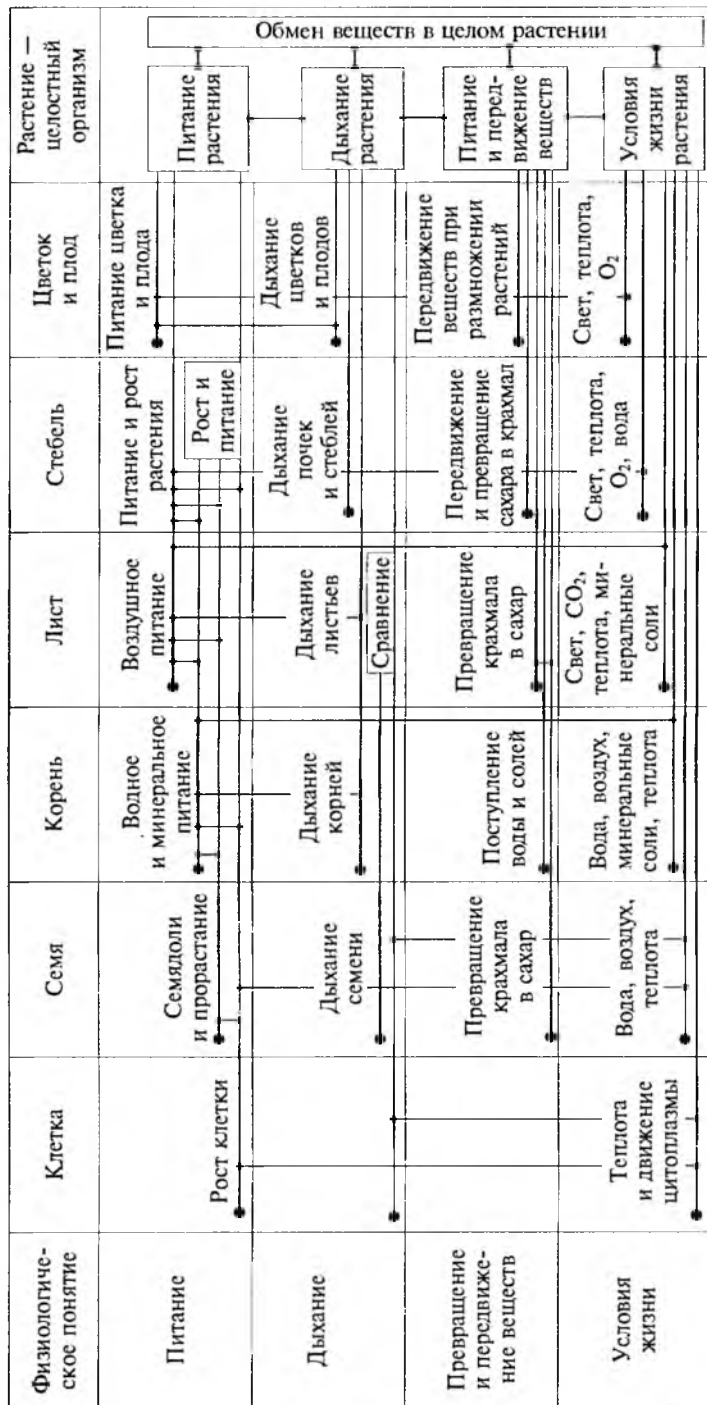 Физиологиче-
ское понятие
Клетка
Семя
Корень
Лист
Стебель
Цветок
и плод
Растение —
целостный
организм
Питание
Рост клетки
Семядоли
и прорастание
Водное
и минеральное
питание
Воздушное
питание
Питание и рост
растения
Рост и
питание
Питание цветка
и плода
Питание
растения
Дыхание
Дыхание
семени
Дыхание
корней
Дыхание
листьев
Сравнение
Дыхание
почек
и стеблей
Дыхание
цветков
и плодов
Дыхание
растения
Превращение
и передвиже-
ние веществ
Превращение
крахмала
в сахар
Поступление
воды и солей
Превращение
крахмала
в сахар
Передвижение
и превращение
сахара в крахмал
Передвижение
веществ при
размножении
растений
Питание
и перед-
вижение
веществ
Условия
жизни
Теплота
и движение
цитоплазмы
Вода, воздух,
теплота
Вода, воздух,
минеральные
соли, теплота
Свет, CO₂,
теплота, ми-
неральные
соли
Свет, теплота,
O₂, вода
Свет, теплота,
O₂
Условия
жизни
растения
Обмен веществ в целом растении